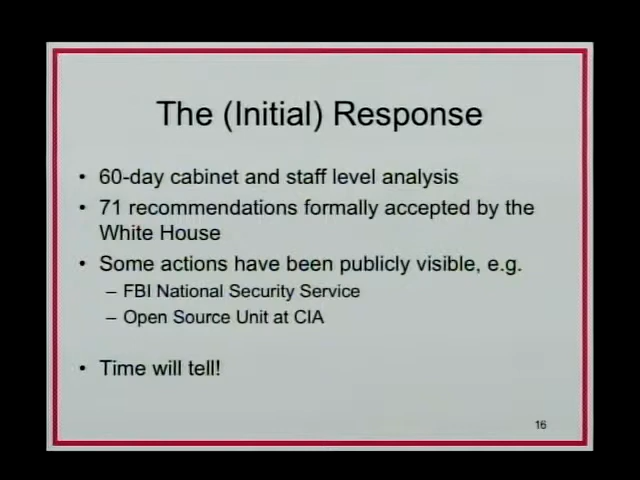 The (Initial) Response
• 60-day cabinet and staff level analysis
• 71 recommendations formally accepted by the
White House
• Some actions have been publicly visible, e.g.
– FBI National Security Service
– Open Source Unit at CIA
• Time will tell!
16